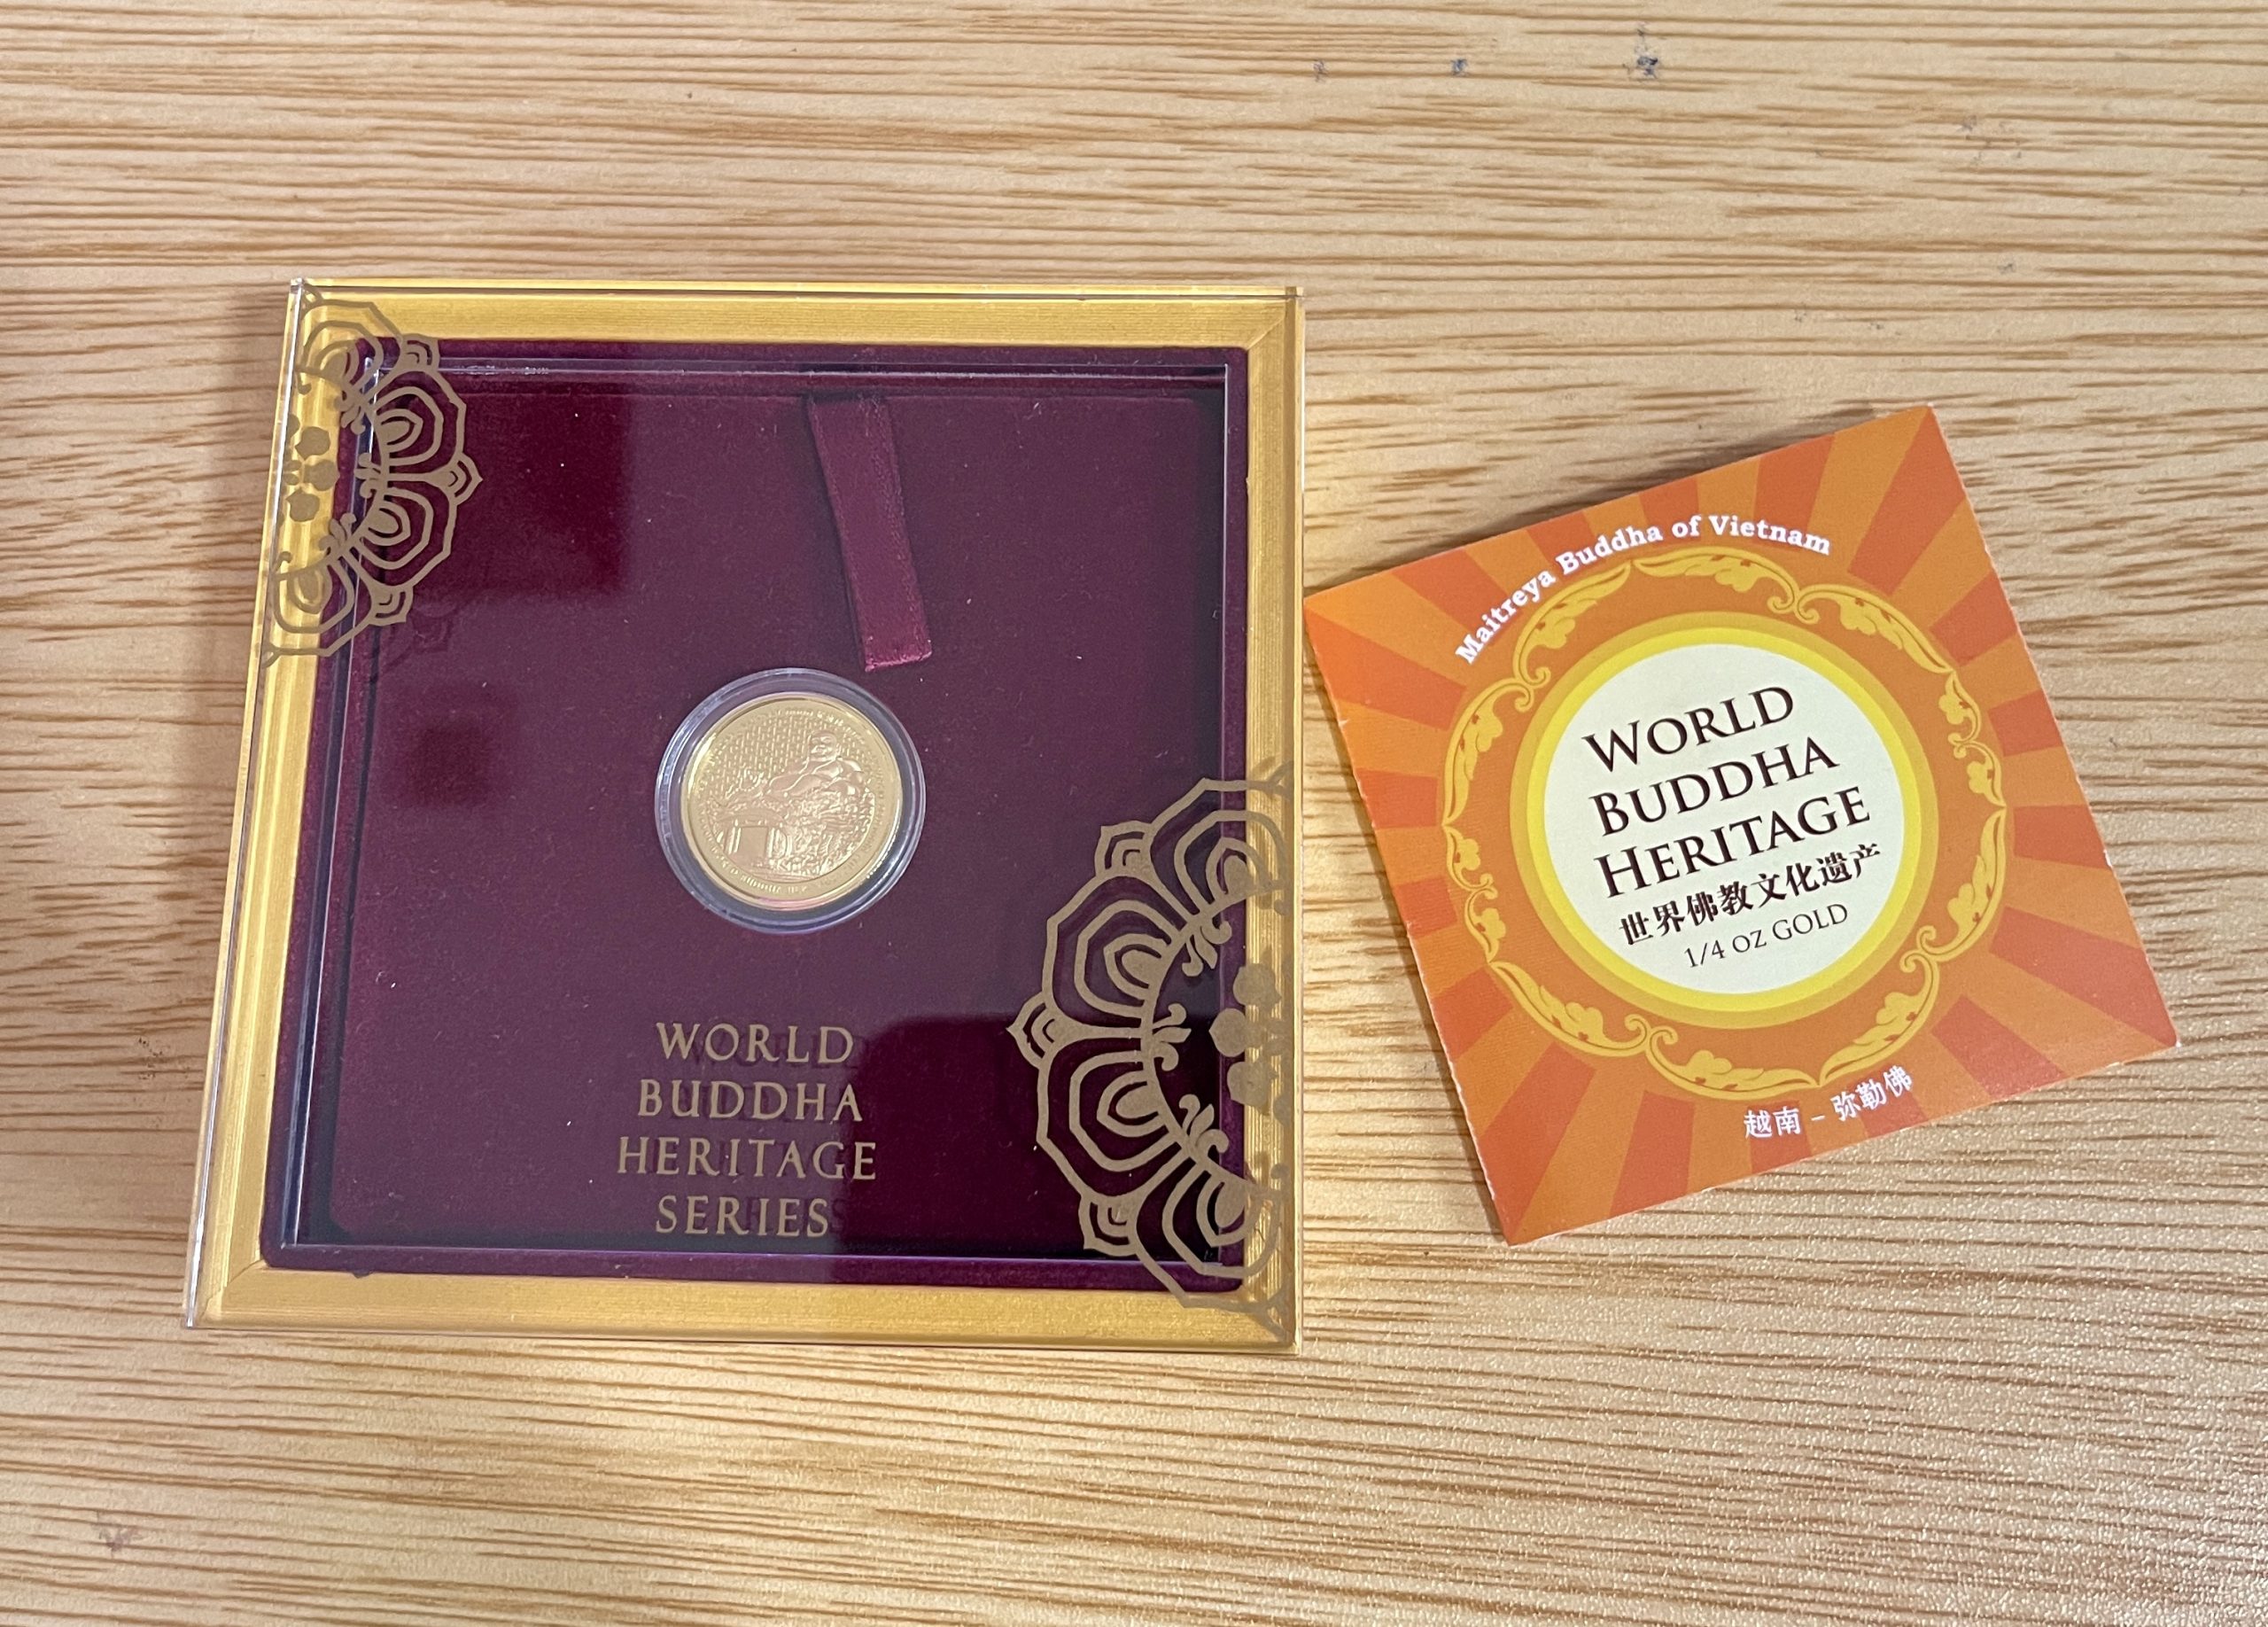 WORLD
BUDDHA
HERITAGE
SERIES
Maitreya Buddha of Vietnam
WORLD
BUDDHA
HERITAGE
世界佛教文化遗产
1/4 OZ GOLD
越南 – 弥勒佛